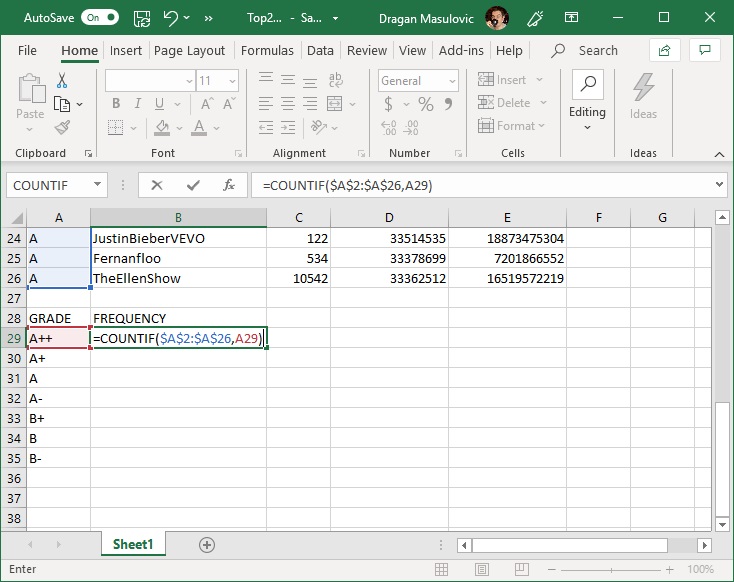 AutoSave On Top2... - Sa... Dragan Masulovic
File Home Insert Page Layout Formulas Data Review View Add-ins Help Search
Paste
11
B I U A A A
ab
General
$ % 9
Insert
Delete
Format
Editing
Ideas
Clipboard Font Alignment Number Cells Ideas
COUNTIF fx =COUNTIF($A$2:$A$26,A29)
A B C D E F G
24 A JustinBieberVEVO 122 33514535 18873475304
25 A Fernanfloo 534 33378699 7201866552
26 A TheEllenShow 10542 33362512 16519572219
27
28 GRADE FREQUENCY
29 A++ =COUNTIF($A$2:$A$26,A29)
30 A+
31 A
32 A-
33 B+
34 B
35 B-
36
37
38
Sheet1
Enter 100%